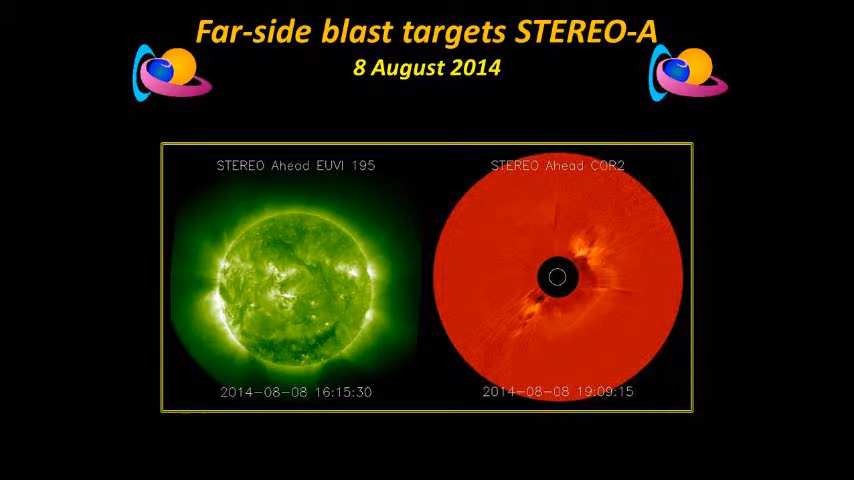 Far-side blast targets STEREO-A
8 August 2014
STEREO Ahead EUVI 195
STEREO Ahead COR2
2014-08-08 16:15:30
2014-08-08 19:09:15